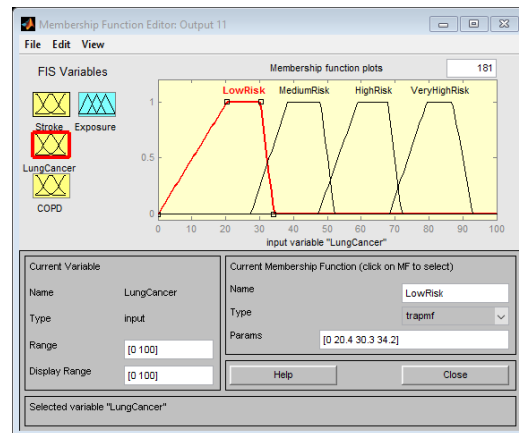 Membership Function Editor: Output 11
File Edit View
FIS Variables
Membership function plots
181
LowRisk MediumRisk HighRisk VeryHighRisk
1
0.5
0
0 10 20 30 40 50 60 70 80 90 100
input variable "LungCancer"
Stroke Exposure
LungCancer
COPD
Current Variable
Name LungCancer
Type input
Range [0 100]
Display Range [0 100]
Current Membership Function (click on MF to select)
Name LowRisk
Type trapmf
Params [0 20.4 30.3 34.2]
Help Close
Selected variable "LungCancer"